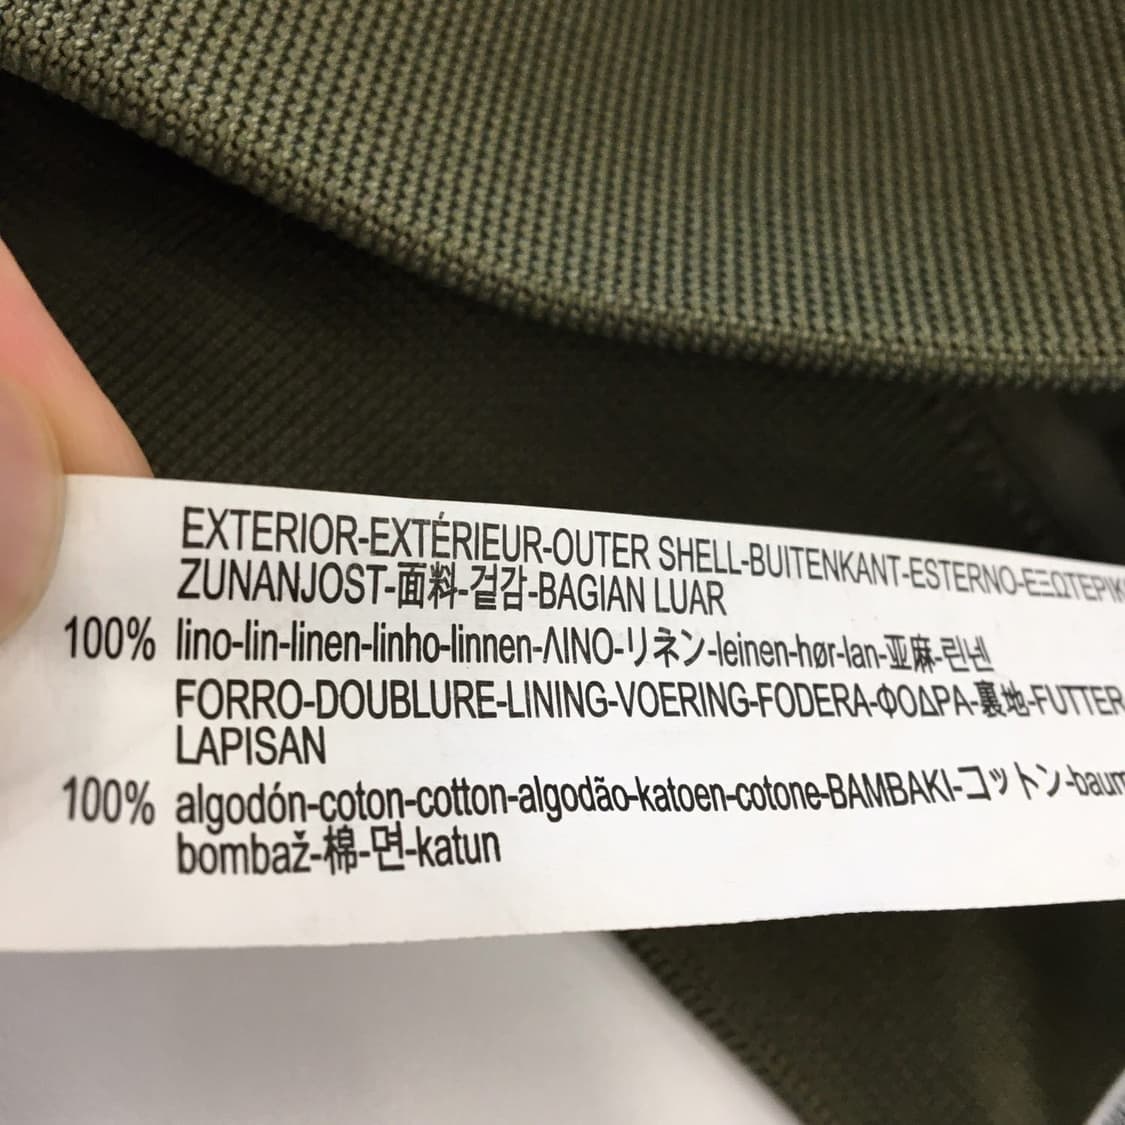 EXTERIOR-EXTÉRIEUR-OUTER SHELL-BUITENKANT-ESTERNO-ΕΞΩΤΕΡΙΚ
ZUNANJOST-面料-겉감-BAGIAN LUAR
100% lino-lin-linen-linho-linnen-ΛΙΝΟ-リネン-leinen-hør-lan-亚麻-린넨
FORRO-DOUBLURE-LINING-VOERING-FODERA-ΦΟΔΡΑ-裏地-FUTTER
LAPISAN
100% algodón-coton-cotton-algodão-katoen-cotone-BAMBAKI-コットン-baum
bombaž-棉-면-katun